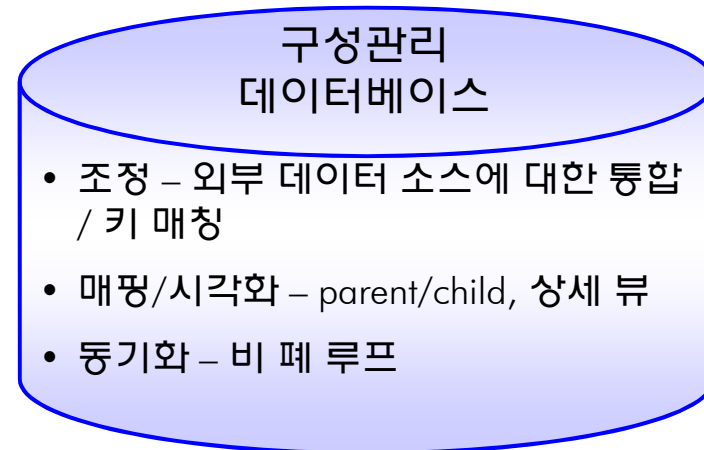 구성관리
데이터베이스
• 조정 – 외부 데이터 소스에 대한 통합
/ 키 매칭
• 매핑/시각화 – parent/child, 상세 뷰
• 동기화 – 비 폐 루프